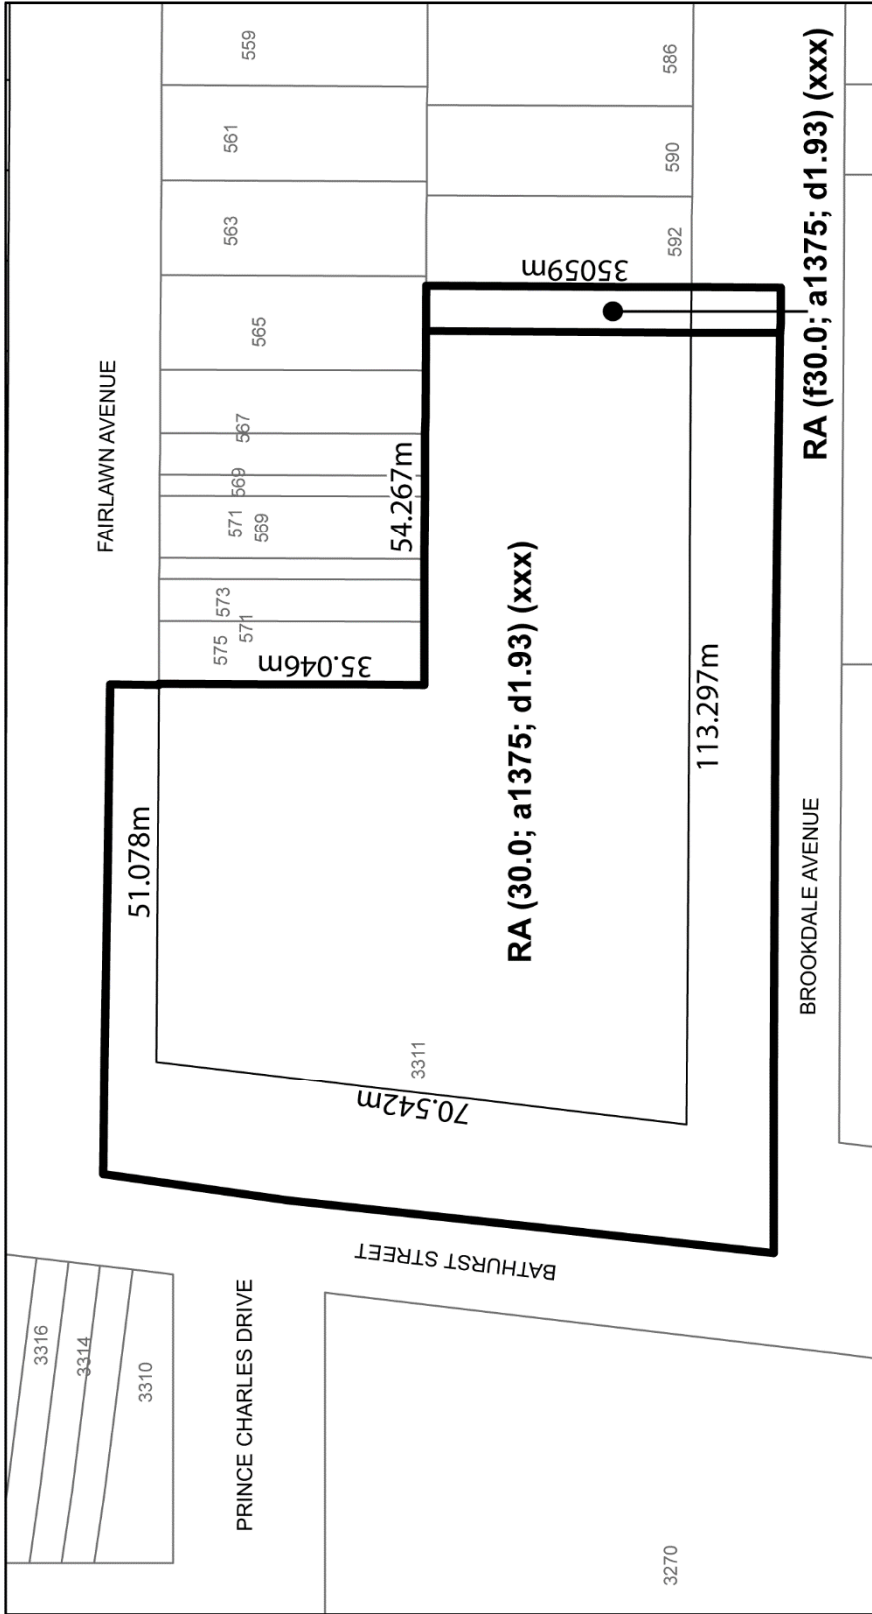 FAIRLAWN AVENUE
559
561
563
565
567
569
571
569
573
571
575
586
590
592
35059m
54.267m
35.046m
51.078m
RA (f30.0; a1375; d1.93) (xxx)
RA (30.0; a1375; d1.93) (xxx)
113.297m
3311
70.542m
BROOKDALE AVENUE
BATHURST STREET
PRINCE CHARLES DRIVE
3316
3314
3310
3270